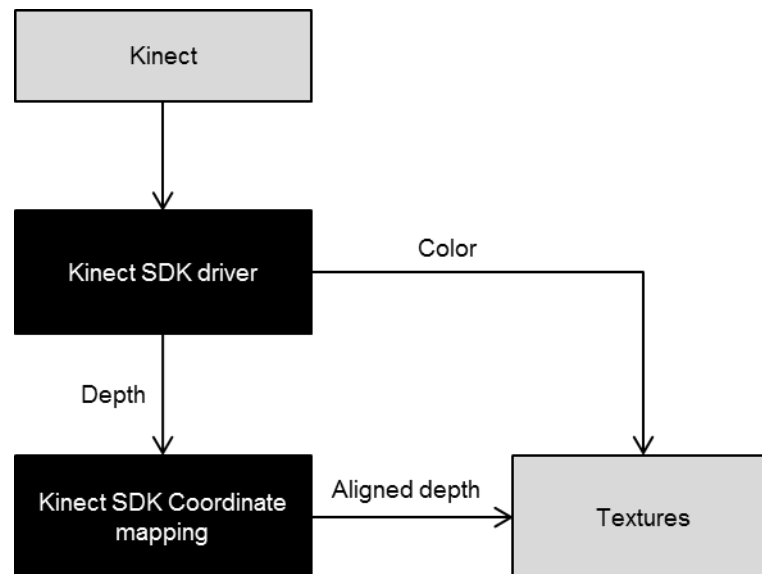 Kinect
Kinect SDK driver
Color
Depth
Kinect SDK Coordinate
mapping
Aligned depth
Textures